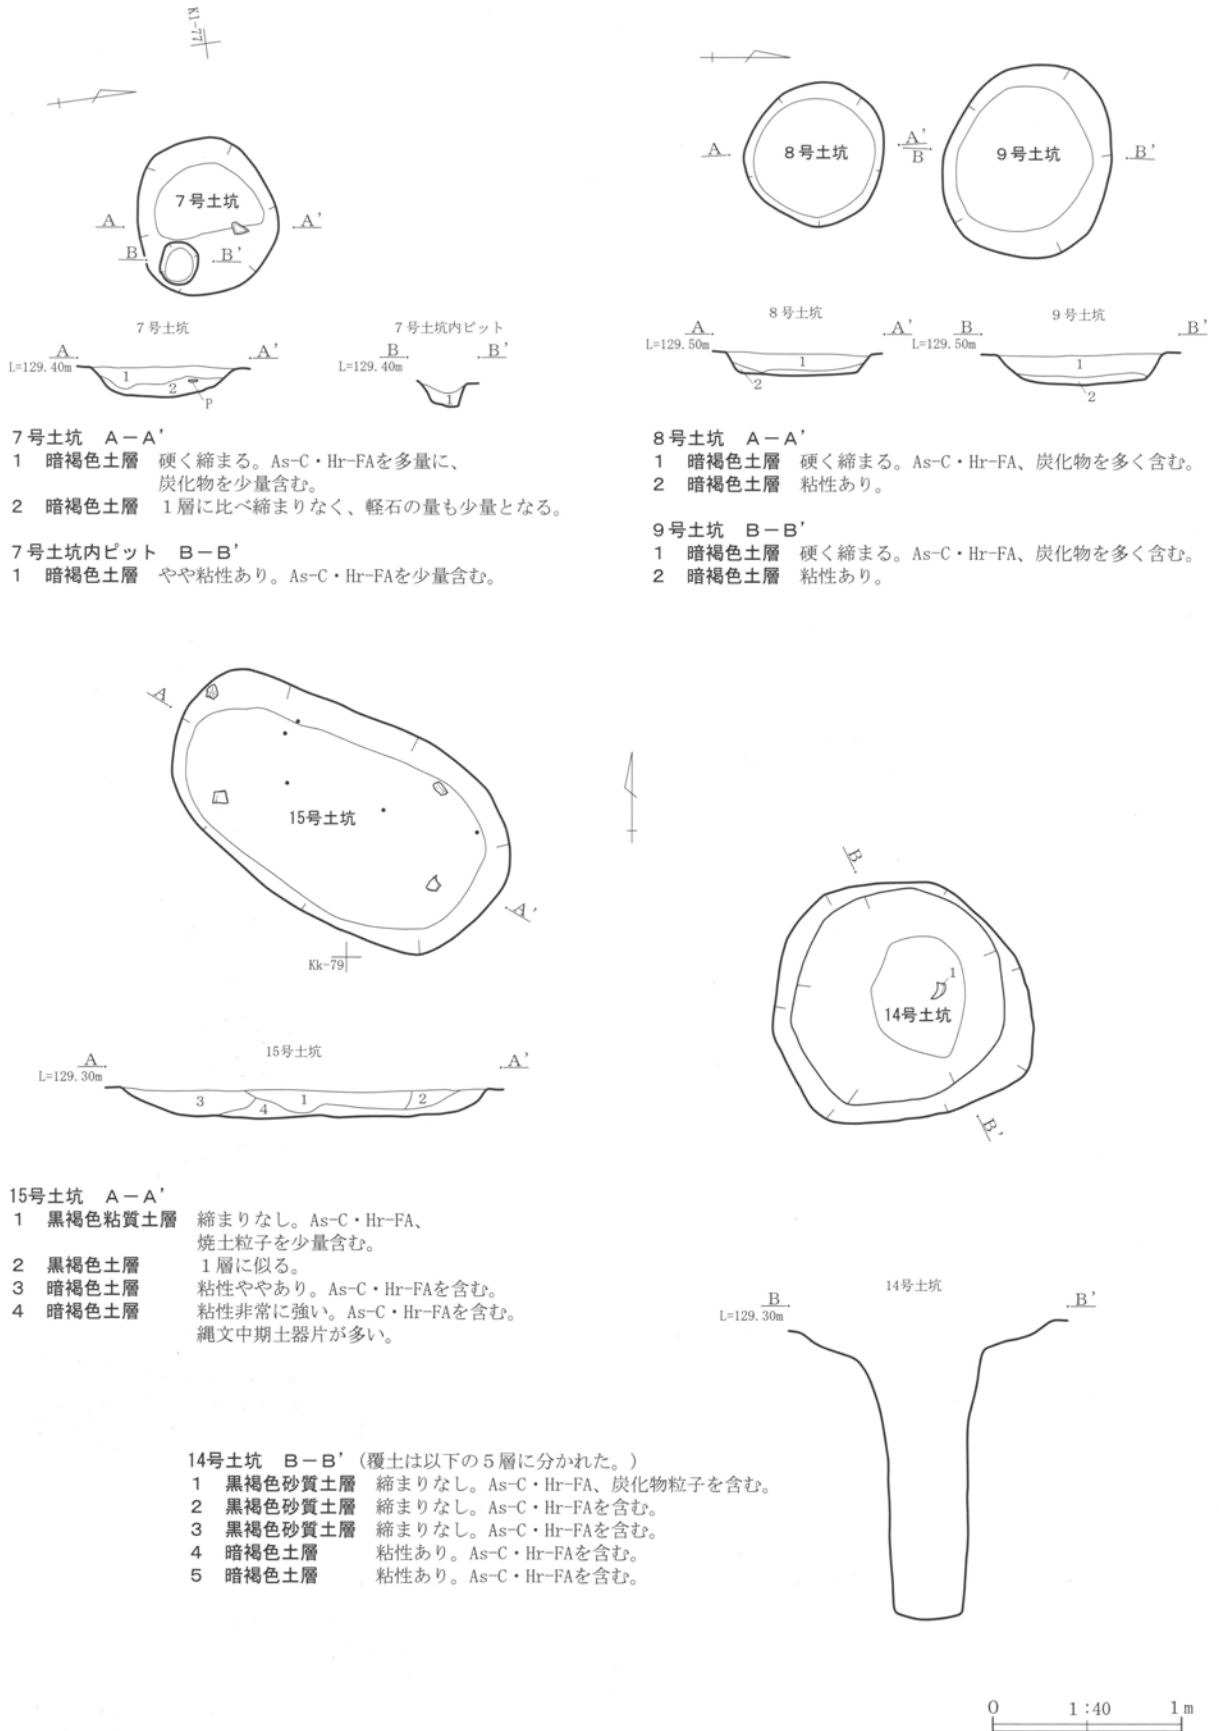 K1-77
7号土坑
A
A'
B
B'
7号土坑
A
A'
L=129.40m
1
2
P
7号土坑内ピット
B
B'
L=129.40m
1
7号土坑 A－A'
1 暗褐色土層 硬く締まる。As-C・Hr-FAを多量に、
炭化物を少量含む。
2 暗褐色土層 1層に比べ締まりなく、軽石の量も少量となる。
7号土坑内ピット B－B'
1 暗褐色土層 やや粘性あり。As-C・Hr-FAを少量含む。
A
8号土坑
A'
B
9号土坑
B'
8号土坑
A
A'
L=129.50m
1
2
9号土坑
B
B'
L=129.50m
1
2
8号土坑 A－A'
1 暗褐色土層 硬く締まる。As-C・Hr-FA、炭化物を多く含む。
2 暗褐色土層 粘性あり。
9号土坑 B－B'
1 暗褐色土層 硬く締まる。As-C・Hr-FA、炭化物を多く含む。
2 暗褐色土層 粘性あり。
A
15号土坑
A'
Kk-79
15号土坑
A
A'
L=129.30m
3
4
1
2
15号土坑 A－A'
1 黒褐色粘質土層 締まりなし。As-C・Hr-FA、
焼土粒子を少量含む。
2 黒褐色土層 1層に似る。
3 暗褐色土層 粘性ややあり。As-C・Hr-FAを含む。
4 暗褐色土層 粘性非常に強い。As-C・Hr-FAを含む。
縄文中期土器片が多い。
B
1
14号土坑
B'
14号土坑
B
B'
L=129.30m
14号土坑 B－B'（覆土は以下の5層に分かれた。）
1 黒褐色砂質土層 締まりなし。As-C・Hr-FA、炭化物粒子を含む。
2 黒褐色砂質土層 締まりなし。As-C・Hr-FAを含む。
3 黒褐色砂質土層 締まりなし。As-C・Hr-FAを含む。
4 暗褐色土層 粘性あり。As-C・Hr-FAを含む。
5 暗褐色土層 粘性あり。As-C・Hr-FAを含む。
0 1:40 1m